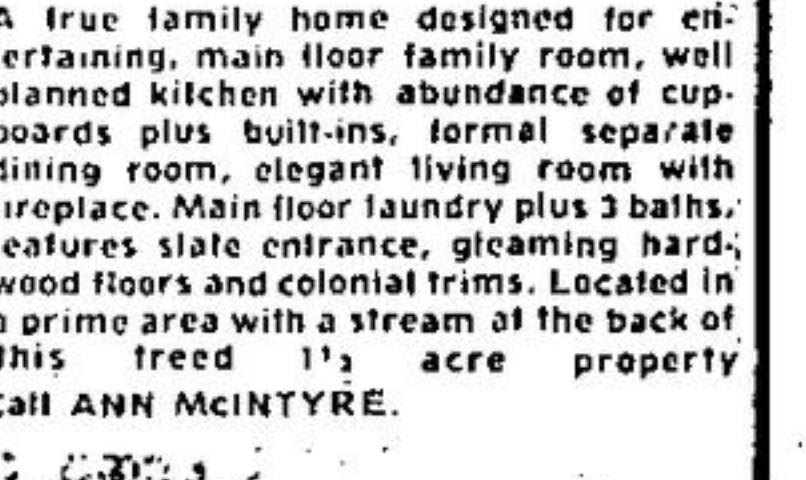 A true family home designed for en-
ertaining, main floor family room, well
planned kitchen with abundance of cup-
boards plus built-ins, formal separate
dining room, elegant living room with
fireplace. Main floor laundry plus 3 baths,
features slate entrance, gleaming hard-
wood floors and colonial trims. Located in
a prime area with a stream at the back of
this treed 1½ acre property
Call ANN McINTYRE.